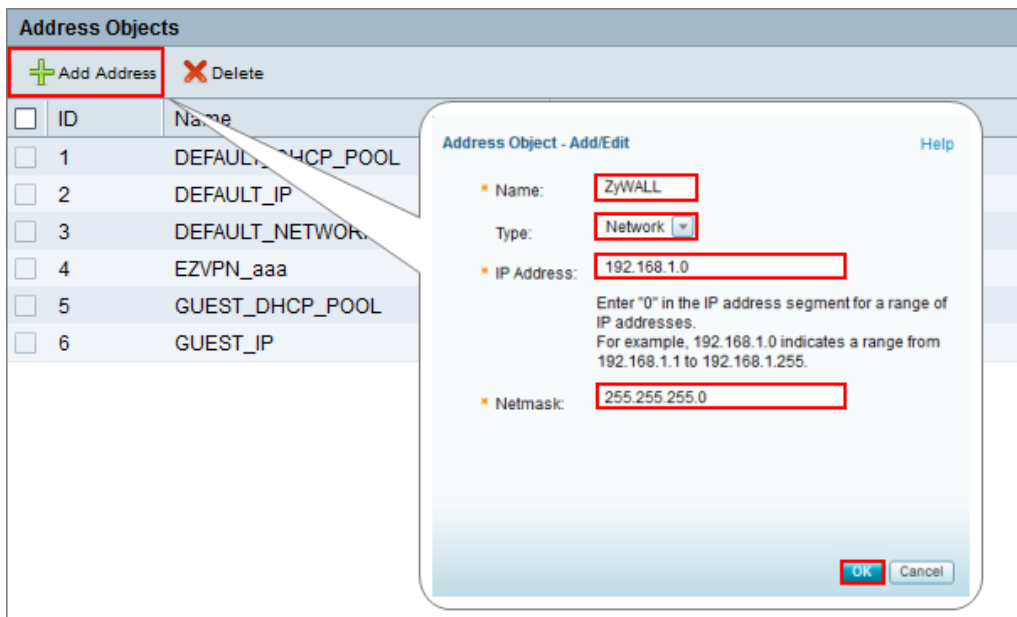 Address Objects
Add Address Delete
ID Name
1 DEFAULT_DHCP_POOL
2 DEFAULT_IP
3 DEFAULT_NETWORK
4 EZVPN_aaa
5 GUEST_DHCP_POOL
6 GUEST_IP
Address Object - Add/Edit Help
* Name: ZyWALL
Type: Network
* IP Address: 192.168.1.0
Enter "0" in the IP address segment for a range of
IP addresses.
For example, 192.168.1.0 indicates a range from
192.168.1.1 to 192.168.1.255.
* Netmask: 255.255.255.0
OK Cancel